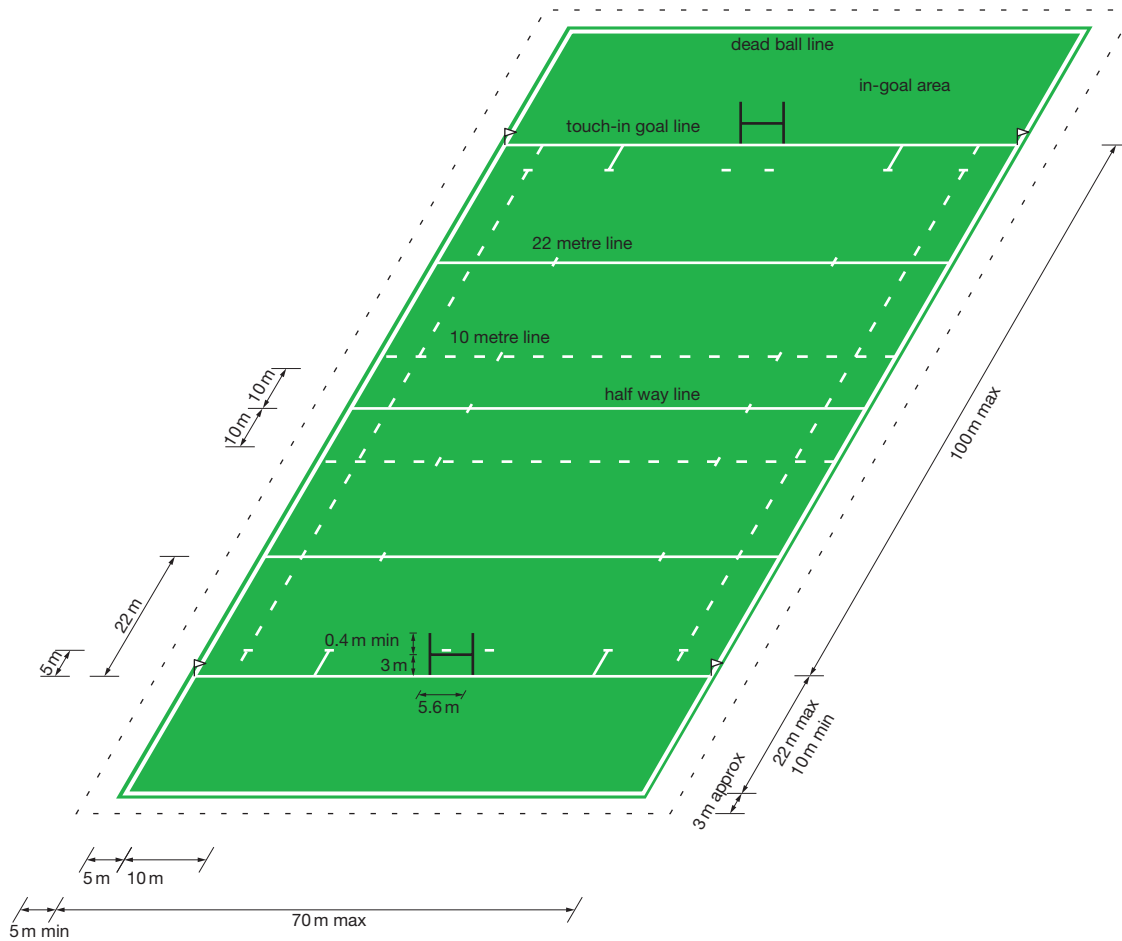 dead ball line
in-goal area
touch-in goal line
22 metre line
10 metre line
10 m
half way line
10 m
100 m max
22 m
0.4 m min
5 m
3 m
5.6 m
22 m max
10 m min
3 m approx
5 m
10 m
70 m max
5 m min